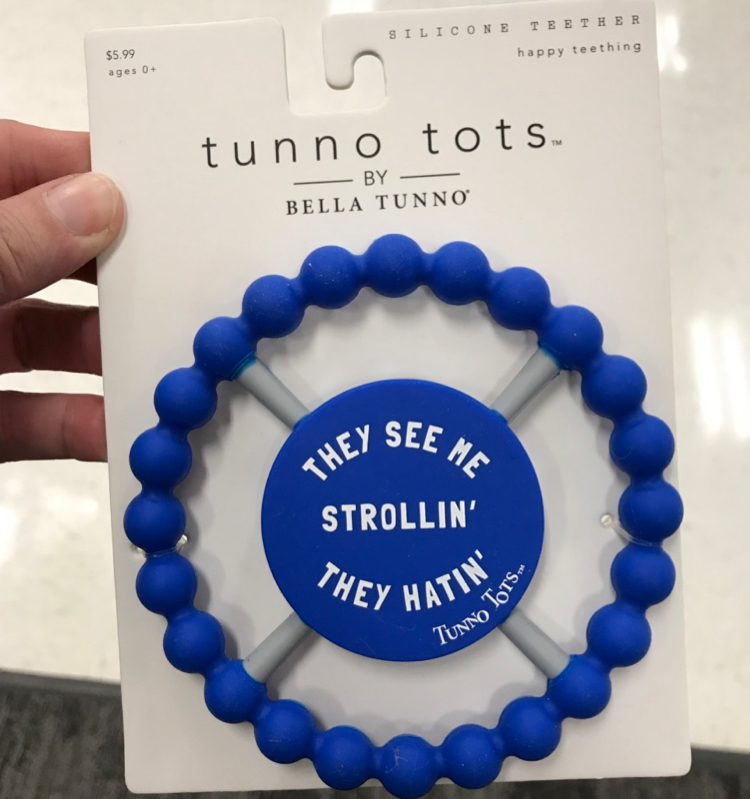 $5.99
ages 0+
SILICONE TEETHER
happy teething
tunno tots™
BY
BELLA TUNNO®
THEY SEE ME
STROLLIN'
THEY HATIN'
TUNNO TOTS™